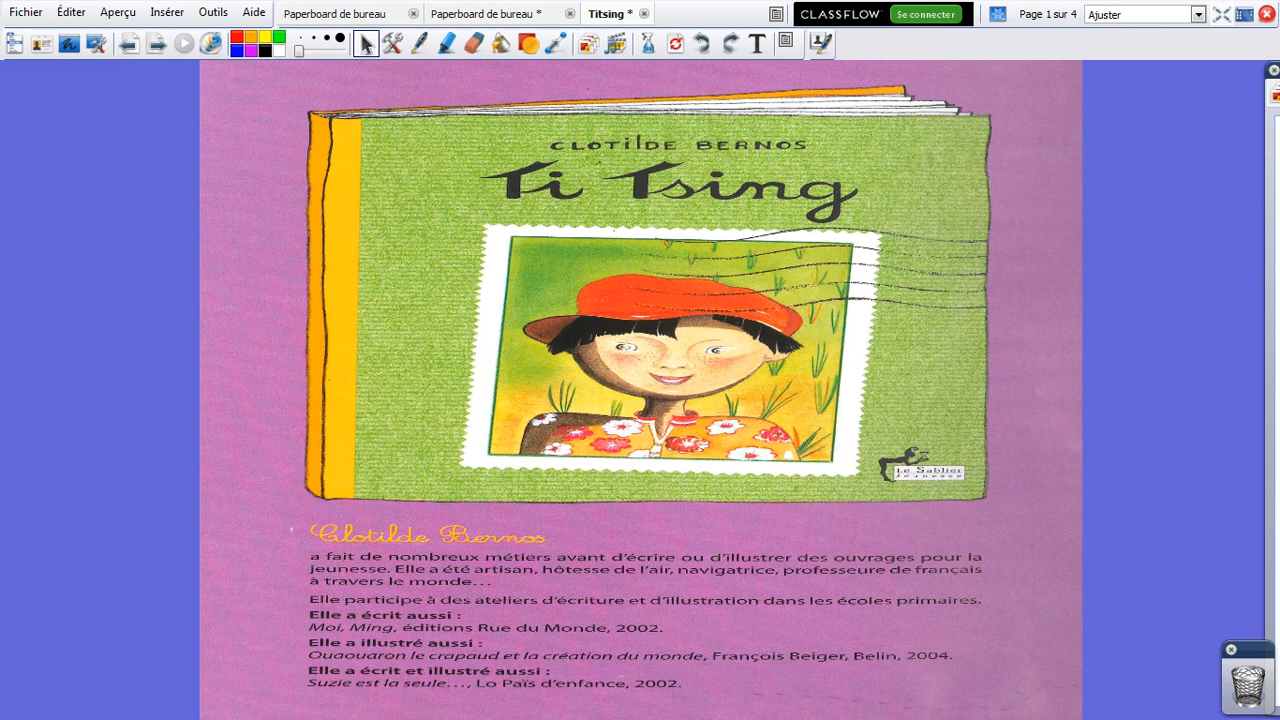 Fichier Éditer Aperçu Insérer Outils Aide
Paperboard de bureau Paperboard de bureau * Titsing *
CLASSFLOW Se connecter
Page 1 sur 4 Ajuster
T
CLOTILDE BERNOS
Ti Tsing
Le Sablier
Jeunesse
Clotilde Bernos
a fait de nombreux métiers avant d'écrire ou d'illustrer des ouvrages pour la
jeunesse. Elle a été artisan, hôtesse de l'air, navigatrice, professeure de français
à travers le monde...
Elle participe à des ateliers d'écriture et d'illustration dans les écoles primaires.
Elle a écrit aussi :
Moi, Ming, éditions Rue du Monde, 2002.
Elle a illustré aussi :
Ouaouaron le crapaud et la création du monde, François Beiger, Belin, 2004.
Elle a écrit et illustré aussi :
Suzie est la seule..., Lo Païs d'enfance, 2002.